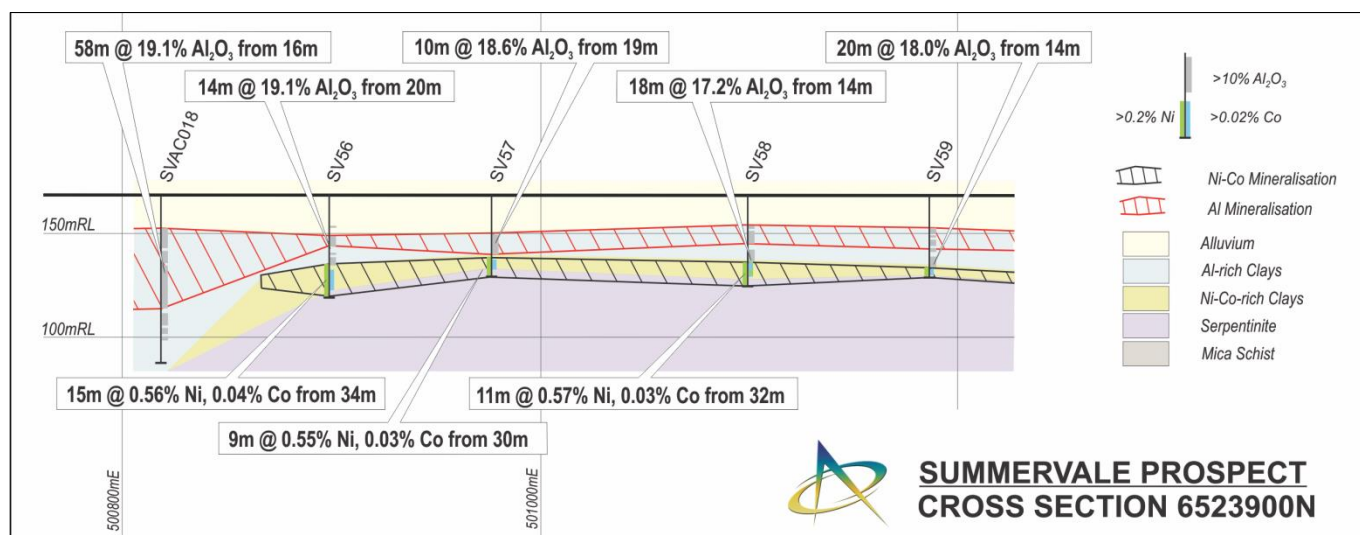 58m @ 19.1% Al₂O₃ from 16m
10m @ 18.6% Al₂O₃ from 19m
20m @ 18.0% Al₂O₃ from 14m
14m @ 19.1% Al₂O₃ from 20m
18m @ 17.2% Al₂O₃ from 14m
>10% Al₂O₃
>0.2% Ni
>0.02% Co
SVAC018
SV56
SV57
SV58
SV59
Ni-Co Mineralisation
Al Mineralisation
150mRL
Alluvium
Al-rich Clays
Ni-Co-rich Clays
100mRL
Serpentinite
Mica Schist
15m @ 0.56% Ni, 0.04% Co from 34m
11m @ 0.57% Ni, 0.03% Co from 32m
9m @ 0.55% Ni, 0.03% Co from 30m
500800mE
501000mE
SUMMERVALE PROSPECT
CROSS SECTION 6523900N